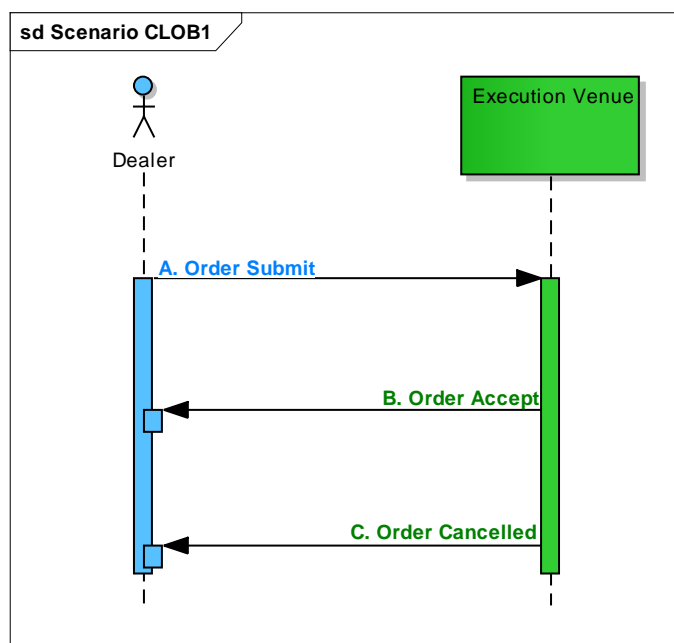 sd Scenario CLOB1
Execution Venue
Dealer
A. Order Submit
B. Order Accept
C. Order Cancelled